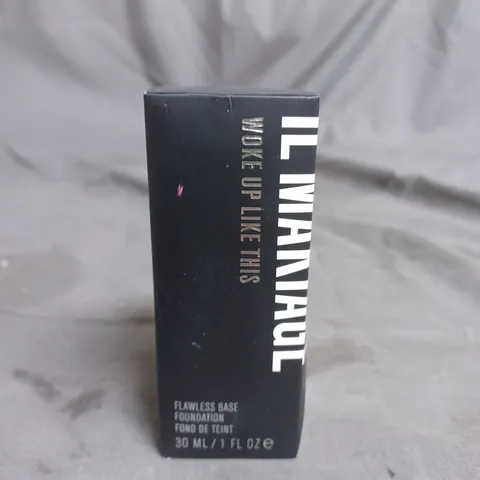 IL MAKIAGE
WOKE UP LIKE THIS
FLAWLESS BASE
FOUNDATION
FOND DE TEINT
30 ML / 1 FL OZ ℮